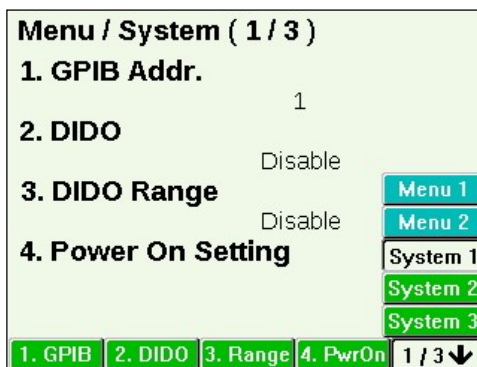 Menu / System ( 1 / 3 )
1. GPIB Addr.
1
2. DIDO
Disable
3. DIDO Range
Disable
4. Power On Setting
Menu 1
Menu 2
System 1
System 2
System 3
1. GPIB 2. DIDO 3. Range 4. PwrOn 1 / 3 ↓